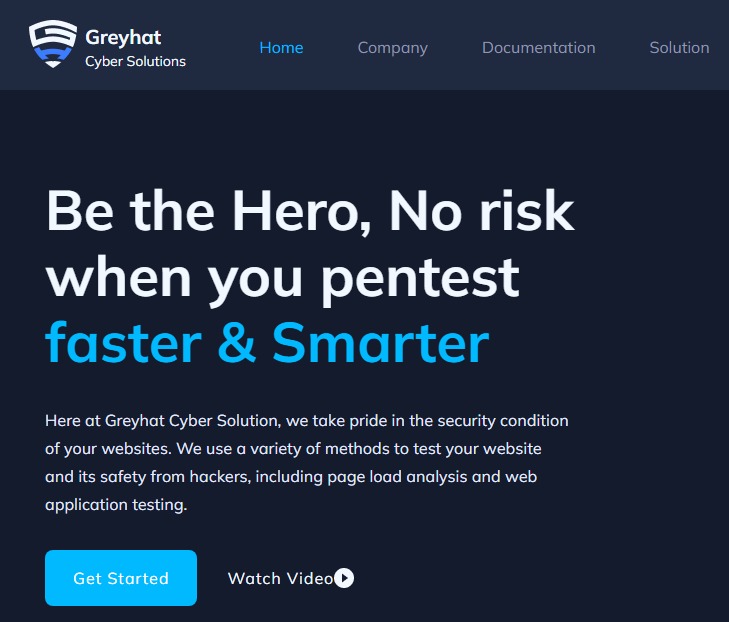 Greyhat
Cyber Solutions
Home
Company
Documentation
Solution
Be the Hero, No risk
when you pentest
faster & Smarter
Here at Greyhat Cyber Solution, we take pride in the security condition
of your websites. We use a variety of methods to test your website
and its safety from hackers, including page load analysis and web
application testing.
Get Started
Watch Video